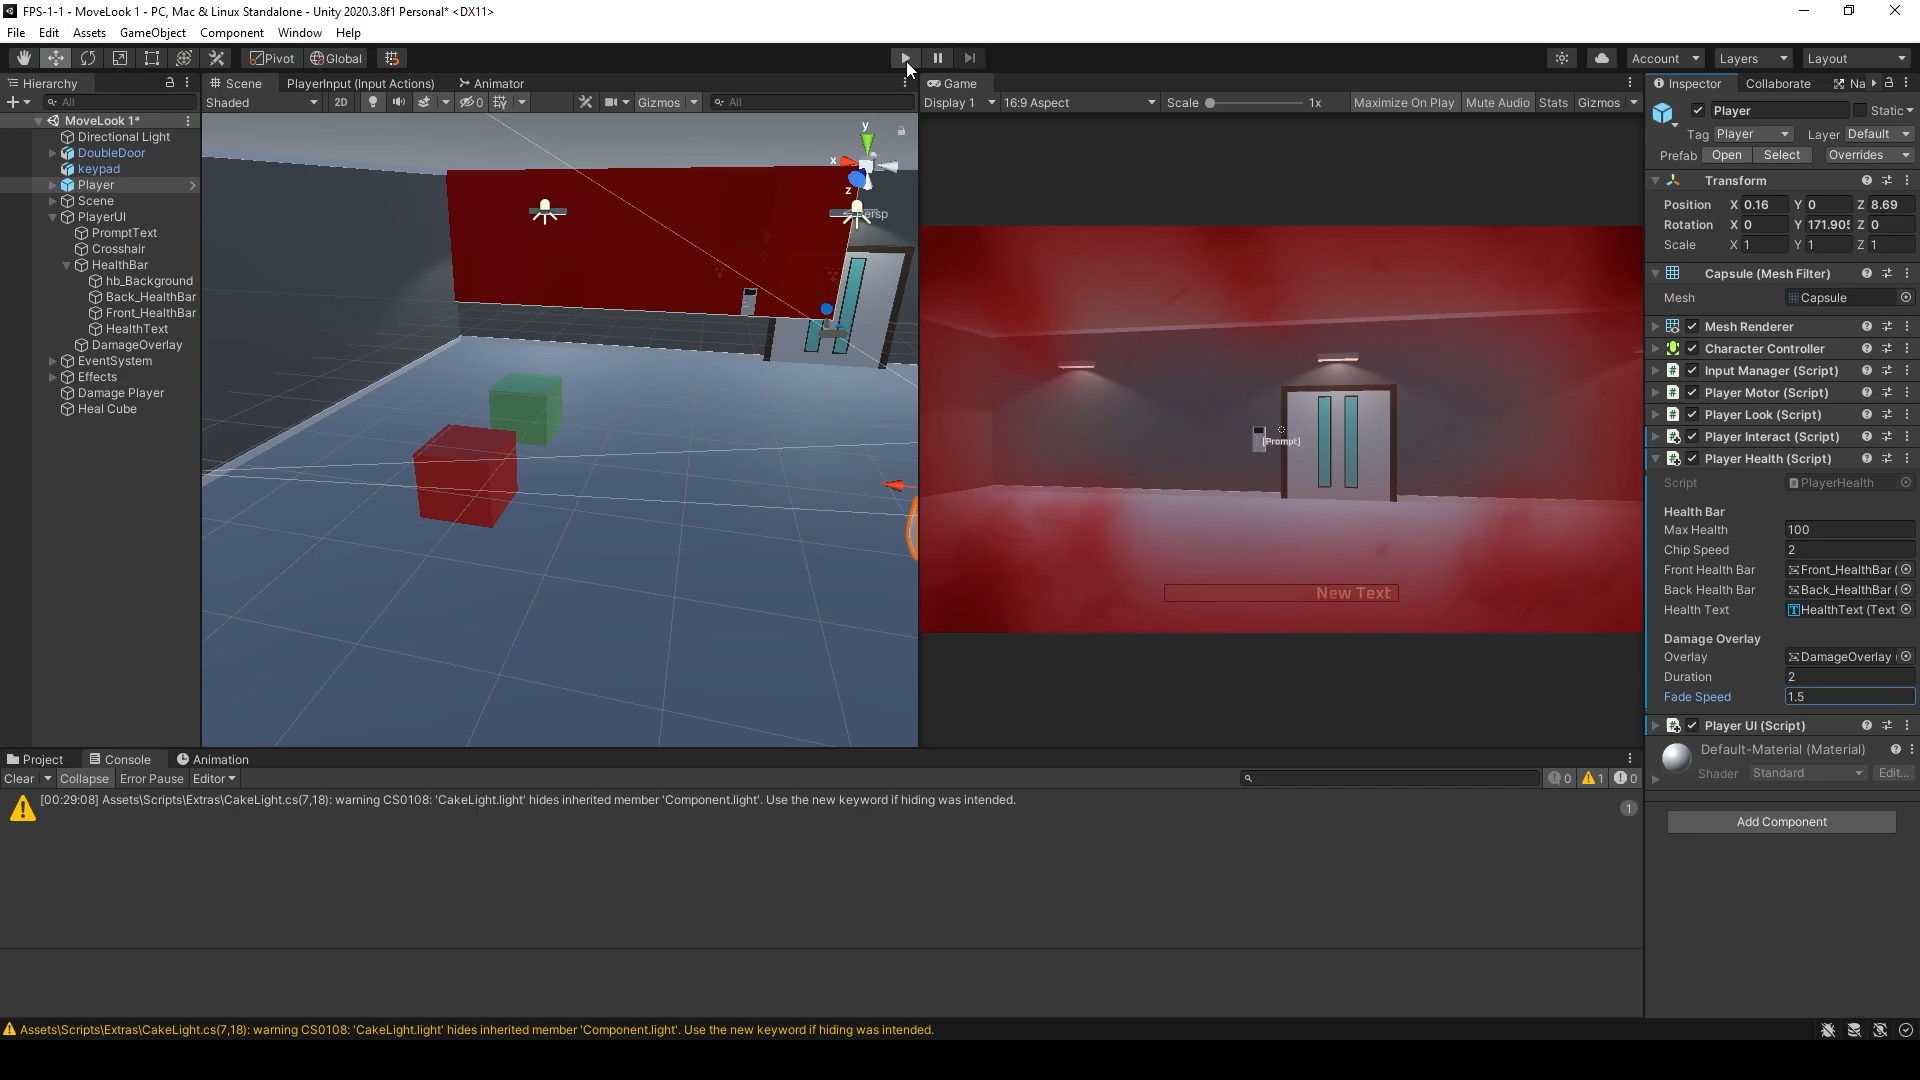 FPS-1-1 - MoveLook 1 - PC, Mac & Linux Standalone - Unity 2020.3.8f1 Personal* <DX11>
File Edit Assets GameObject Component Window Help
Pivot Global Account Layers Layout
Hierarchy Scene PlayerInput (Input Actions) Animator Game Inspector Collaborate Na
All Shaded 2D 0 Gizmos All Display 1 16:9 Aspect Scale 1x Maximize On Play Mute Audio Stats Gizmos
MoveLook 1*
Directional Light
DoubleDoor
keypad
Player
Scene
PlayerUI
PromptText
Crosshair
HealthBar
hb_Background
Back_HealthBar
Front_HealthBar
HealthText
DamageOverlay
EventSystem
Effects
Damage Player
Heal Cube
y
x
z
Persp
[Prompt]
New Text
Player Static
Tag Player Layer Default
Prefab Open Select Overrides
Transform
Position X 0.16 Y 0 Z 8.69
Rotation X 0 Y 171.905 Z 0
Scale X 1 Y 1 Z 1
Capsule (Mesh Filter)
Mesh Capsule
Mesh Renderer
Character Controller
Input Manager (Script)
Player Motor (Script)
Player Look (Script)
Player Interact (Script)
Player Health (Script)
Script PlayerHealth
Health Bar
Max Health 100
Chip Speed 2
Front Health Bar Front_HealthBar (
Back Health Bar Back_HealthBar (
Health Text HealthText (Text
Damage Overlay
Overlay DamageOverlay (
Duration 2
Fade Speed 1.5
Player UI (Script)
Default-Material (Material)
Shader Standard Edit...
Add Component
Project Console Animation
Clear Collapse Error Pause Editor 0 1 0
[00:29:08] Assets\Scripts\Extras\CakeLight.cs(7,18): warning CS0108: 'CakeLight.light' hides inherited member 'Component.light'. Use the new keyword if hiding was intended.
1
Assets\Scripts\Extras\CakeLight.cs(7,18): warning CS0108: 'CakeLight.light' hides inherited member 'Component.light'. Use the new keyword if hiding was intended.